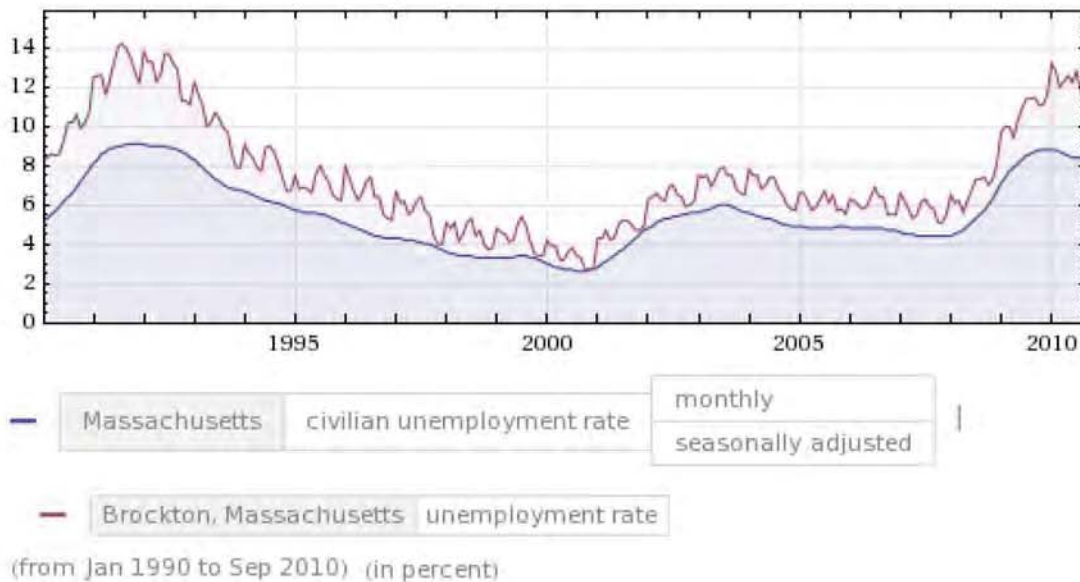 14
12
10
8
6
4
2
0
1995 2000 2005 2010
Massachusetts civilian unemployment rate monthly
seasonally adjusted
Brockton, Massachusetts unemployment rate
(from Jan 1990 to Sep 2010) (in percent)